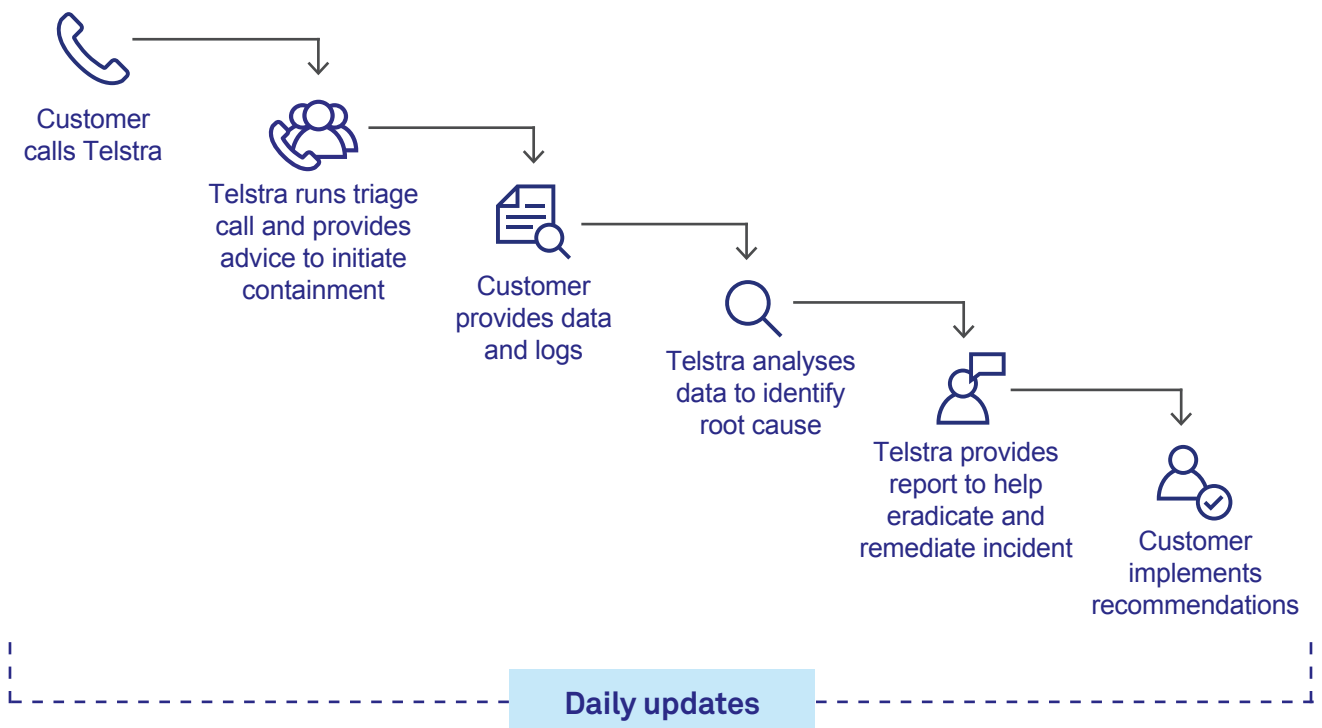 Customer
calls Telstra
Telstra runs triage
call and provides
advice to initiate
containment
Customer
provides data
and logs
Telstra analyses
data to identify
root cause
Telstra provides
report to help
eradicate and
remediate incident
Customer
implements
recommendations
Daily updates